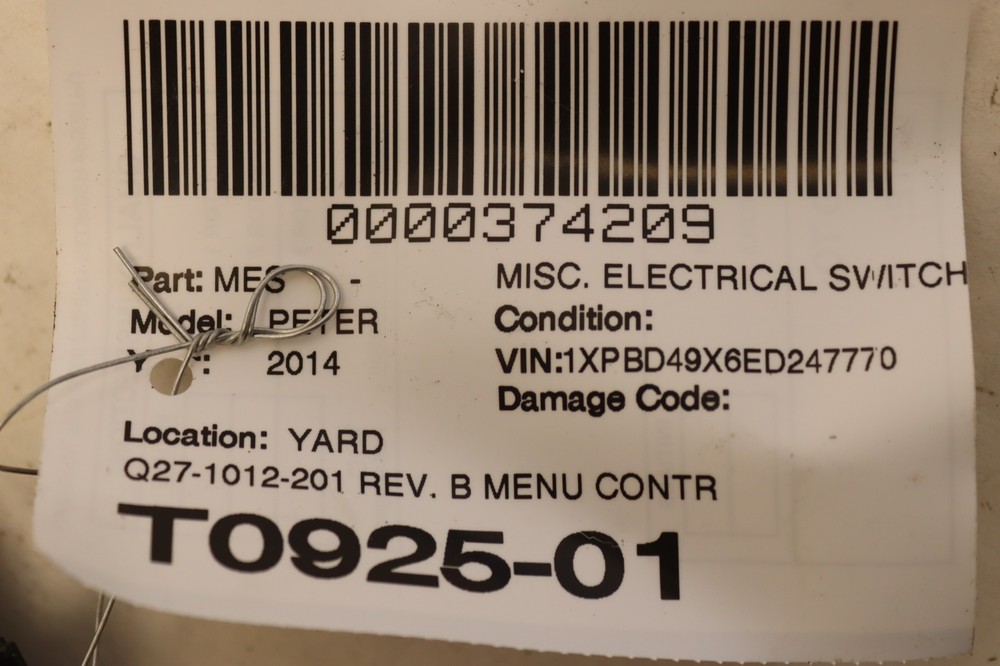 0000374209
Part: MES - MISC. ELECTRICAL SWITCH
Model: PETER Condition:
2014 VIN:1XPBD49X6ED247770
Damage Code:
Location: YARD
Q27-1012-201 REV. B MENU CONTR
T0925-01